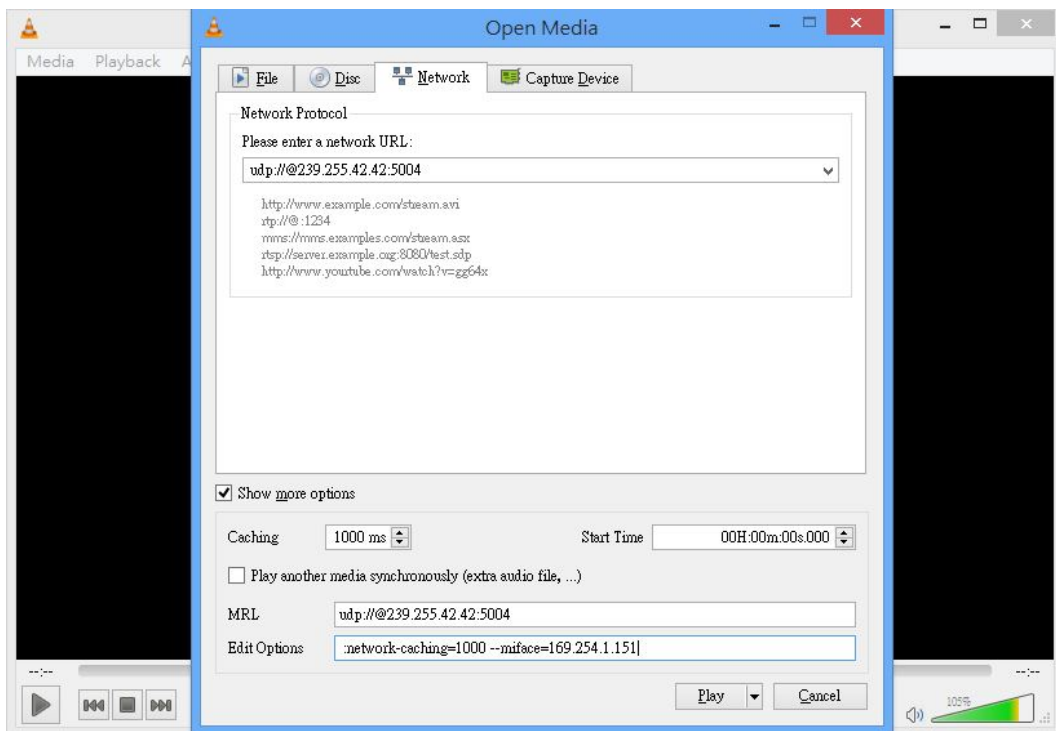 Open Media
Media Playback A
File Disc Network Capture Device
Network Protocol
Please enter a network URL:
udp://@239.255.42.42:5004
http://www.example.com/stream.avi
rtp://@:1234
mms://mms.examples.com/stream.asx
rtsp://server.example.org:8080/test.sdp
http://www.yourtube.com/watch?v=gg64x
Show more options
Caching 1000 ms Start Time 00H:00m:00s.000
Play another media synchronously (extra audio file, ...)
MRL udp://@239.255.42.42:5004
Edit Options :network-caching=1000 --miface=169.254.1.151
--:-- --:--
Play Cancel
105%